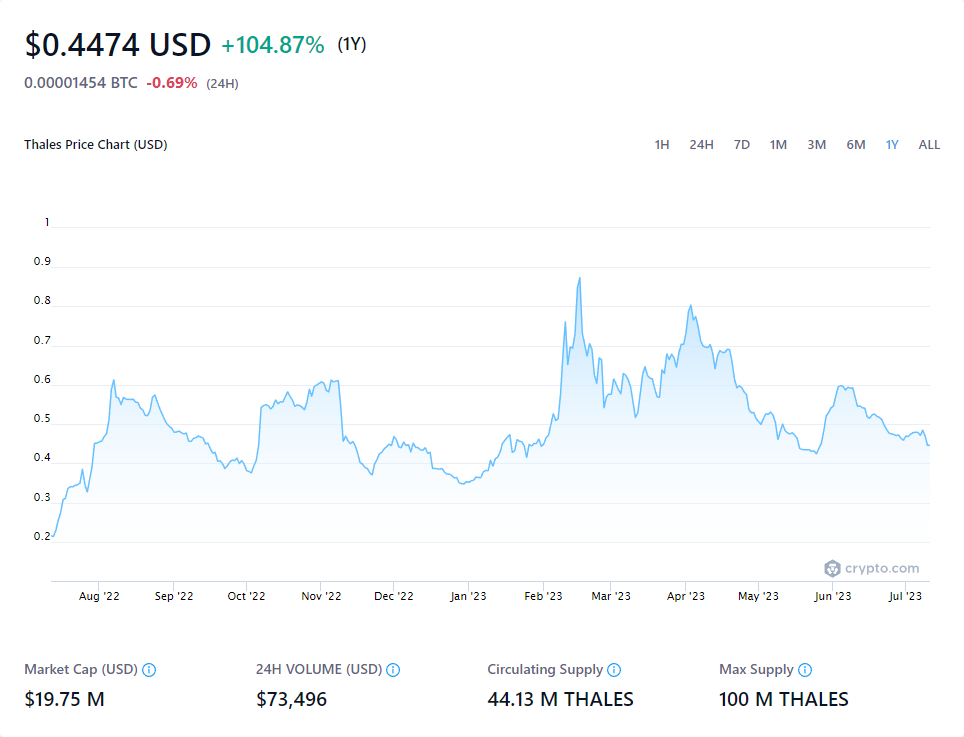 $0.4474 USD +104.87% (1Y)
0.00001454 BTC -0.69% (24H)
Thales Price Chart (USD) 1H 24H 7D 1M 3M 6M 1Y ALL
1
0.9
0.8
0.7
0.6
0.5
0.4
0.3
0.2
crypto.com
Aug '22 Sep '22 Oct '22 Nov '22 Dec '22 Jan '23 Feb '23 Mar '23 Apr '23 May '23 Jun '23 Jul '23
Market Cap (USD) 24H VOLUME (USD) Circulating Supply Max Supply
$19.75 M $73,496 44.13 M THALES 100 M THALES